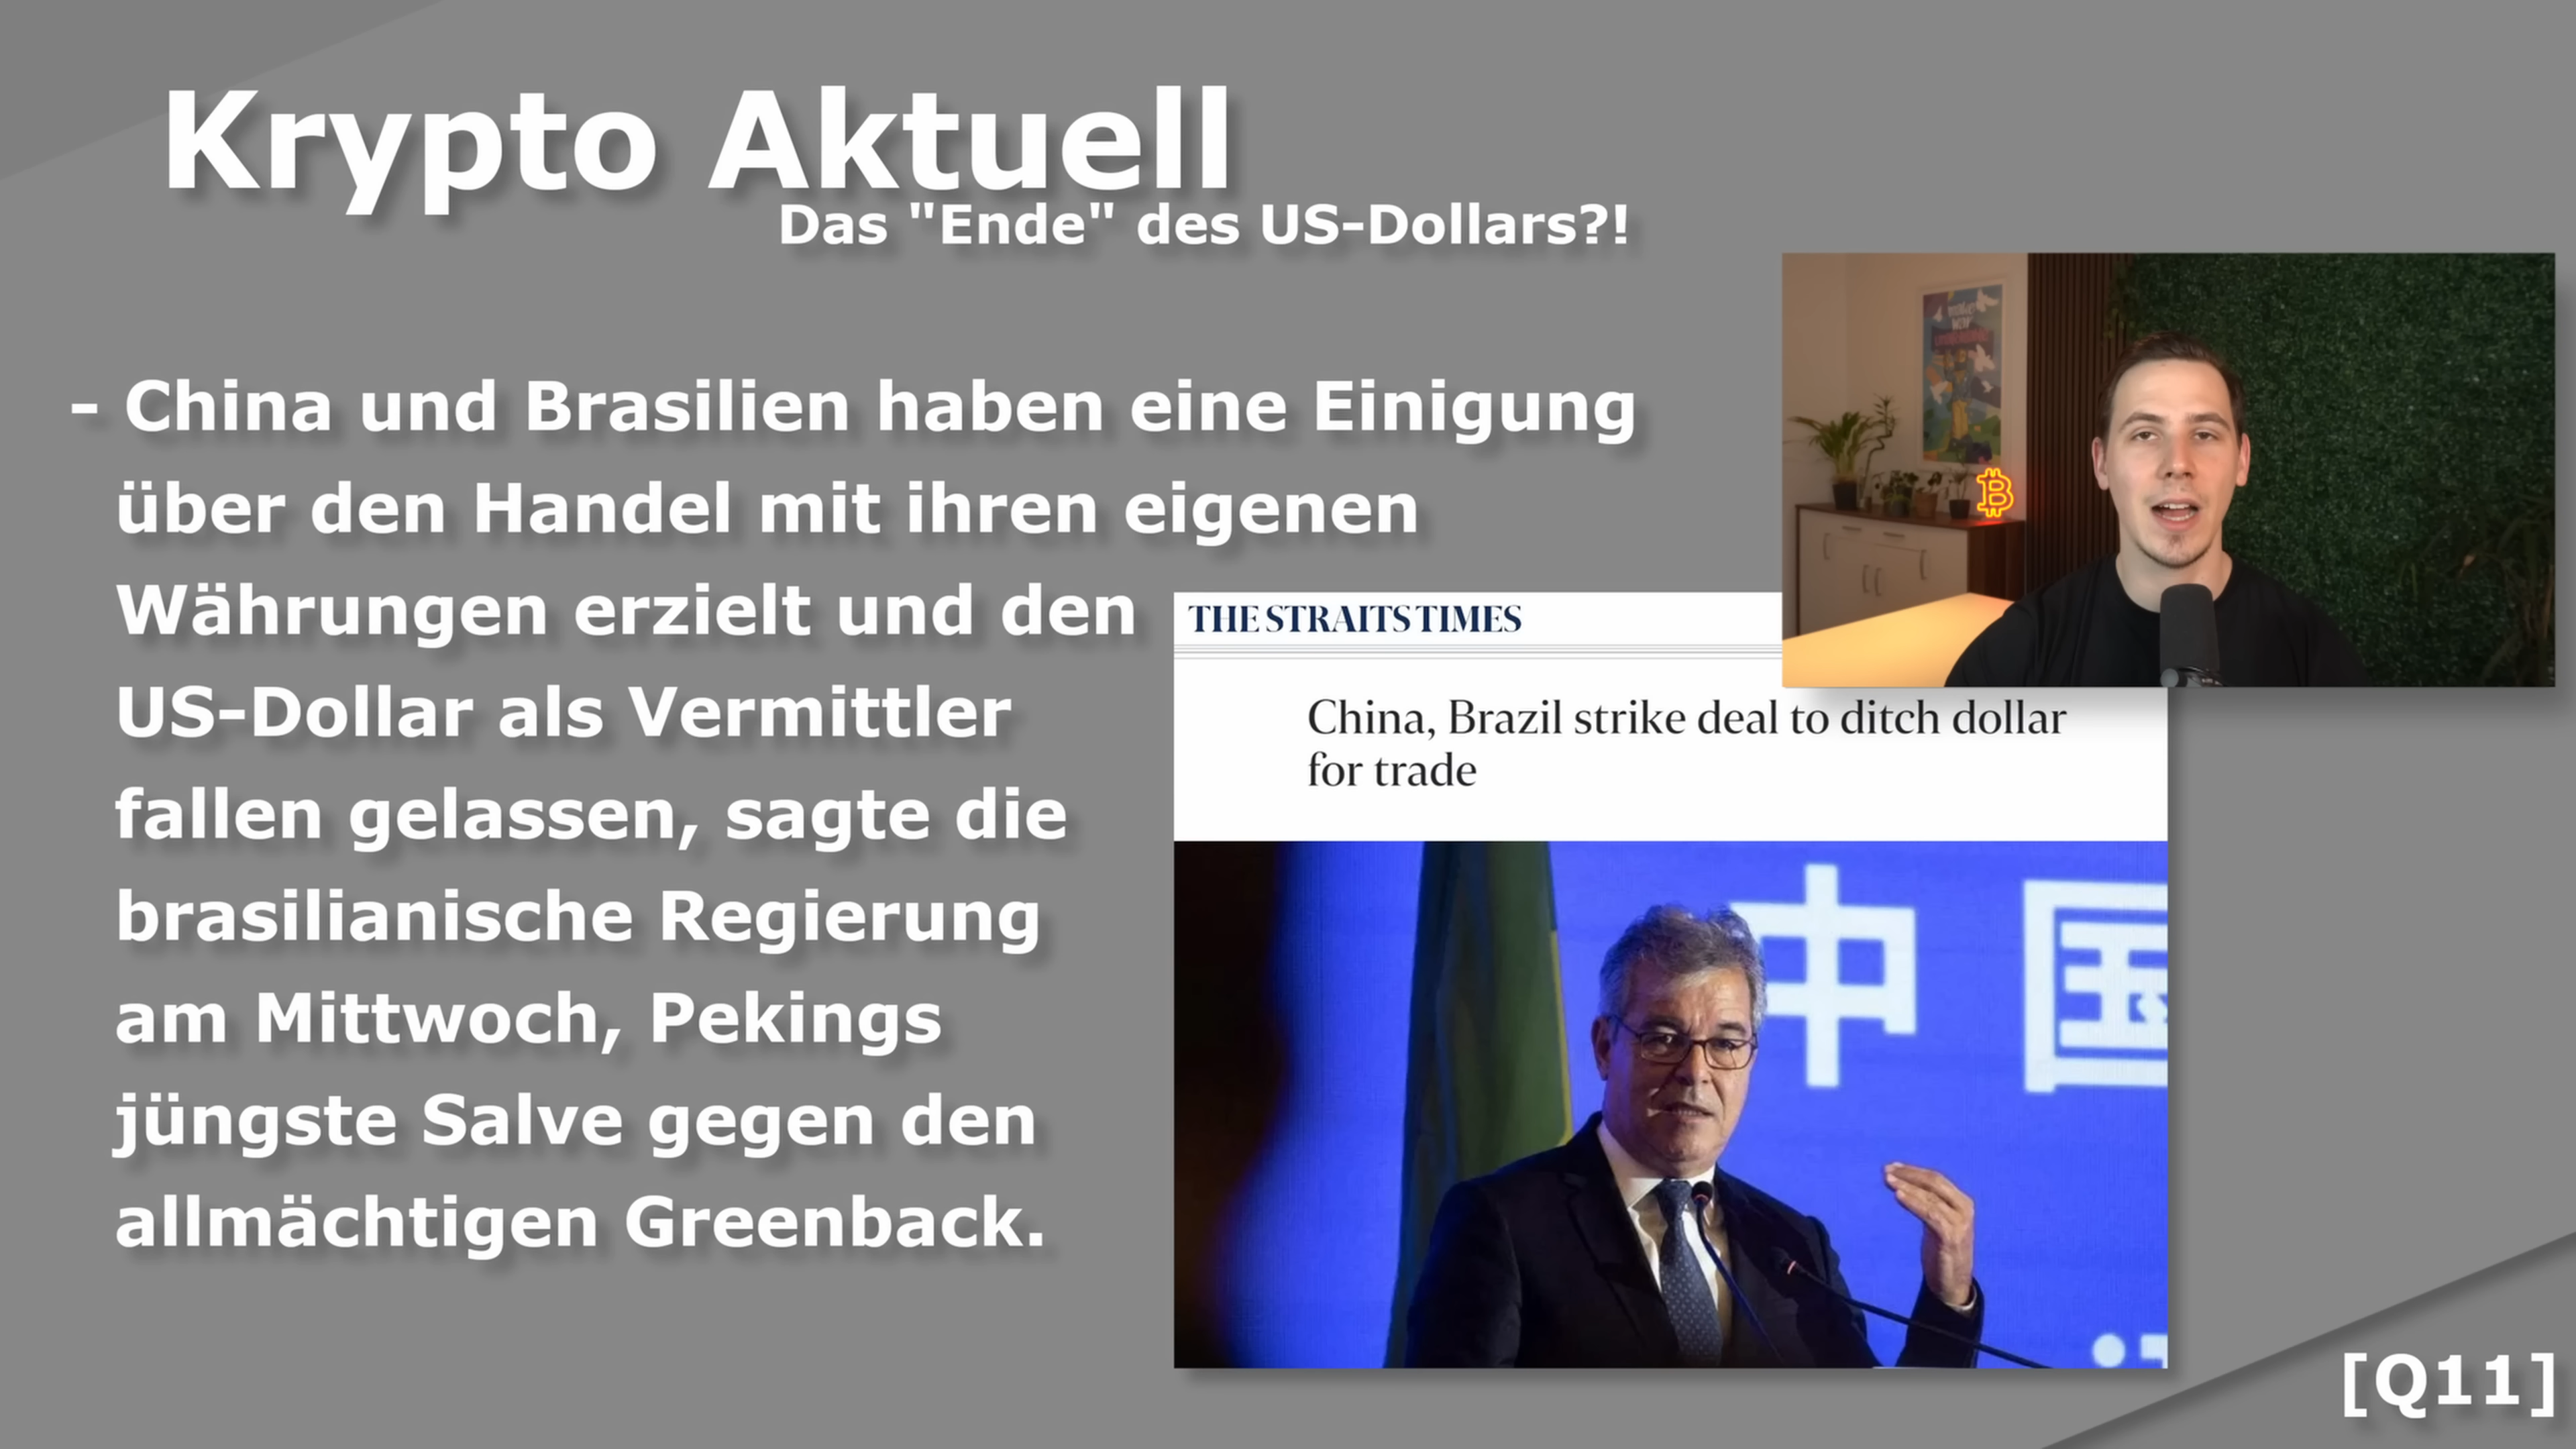 Krypto Aktuell
Das "Ende" des US-Dollars?!
- China und Brasilien haben eine Einigung
über den Handel mit ihren eigenen
Währungen erzielt und den
US-Dollar als Vermittler
fallen gelassen, sagte die
brasilianische Regierung
am Mittwoch, Pekings
jüngste Salve gegen den
allmächtigen Greenback.
THE STRAITS TIMES
China, Brazil strike deal to ditch dollar
for trade
中国
[Q11]